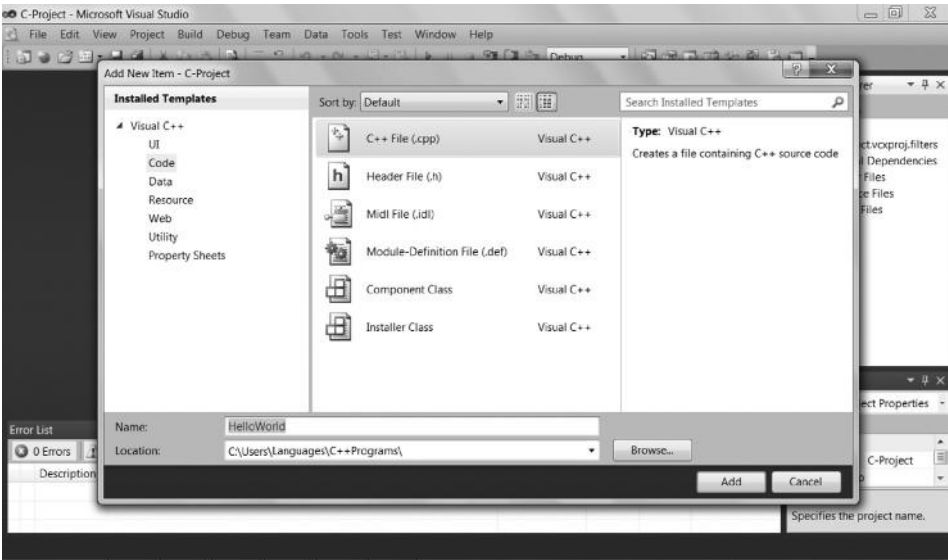 C-Project - Microsoft Visual Studio
File Edit View Project Build Debug Team Data Tools Test Window Help
Debug
Add New Item - C-Project
Installed Templates
Visual C++
UI
Code
Data
Resource
Web
Utility
Property Sheets
Sort by: Default
C++ File (.cpp) Visual C++
Header File (.h) Visual C++
Midl File (.idl) Visual C++
Module-Definition File (.def) Visual C++
Component Class Visual C++
Installer Class Visual C++
Search Installed Templates
Type: Visual C++
Creates a file containing C++ source code
ct.vcxproj.filters
l Dependencies
Files
ce Files
Files
ect Properties
Name: HelloWorld
Location: C:\Users\Languages\C++Programs\
Browse...
Add Cancel
Error List
0 Errors
Description
C-Project
Specifies the project name.